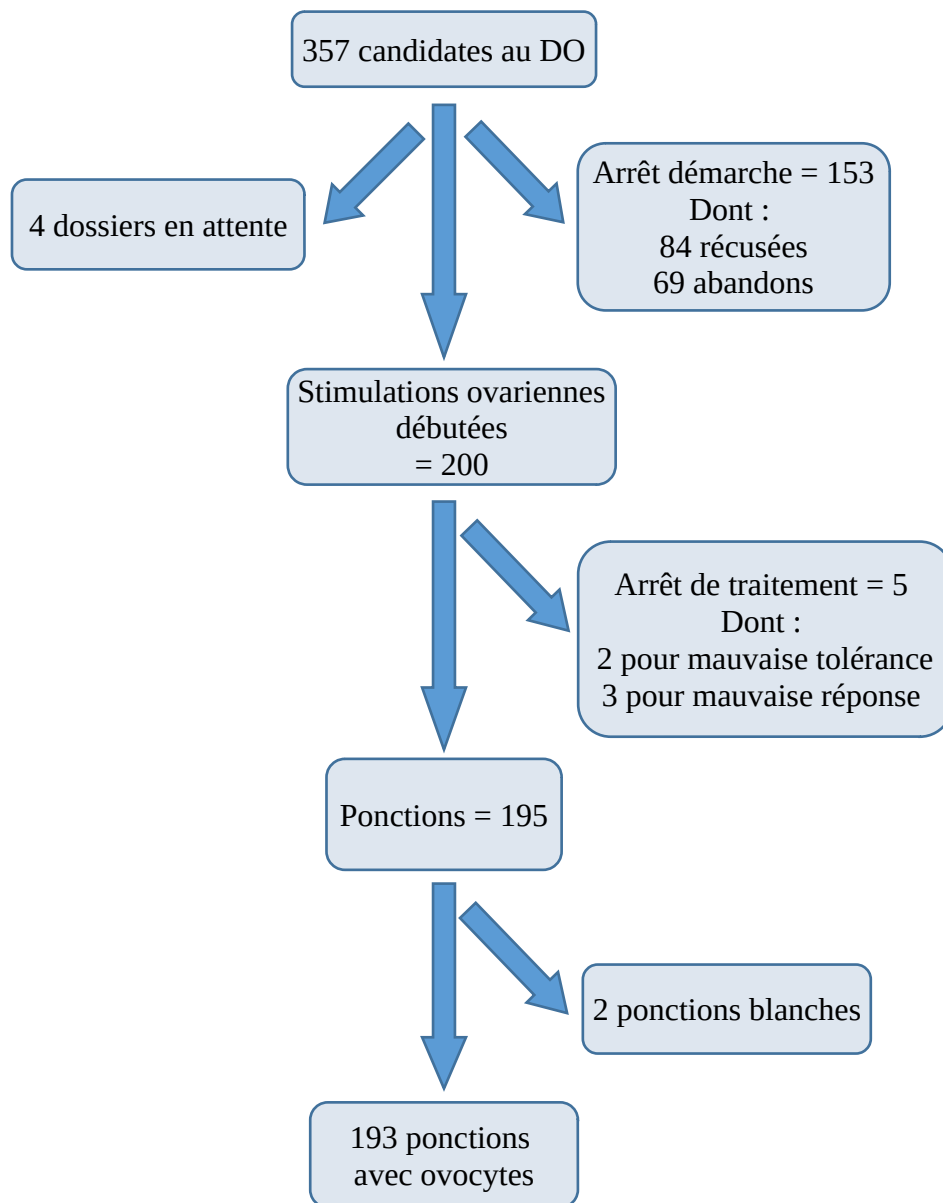 357 candidates au DO
4 dossiers en attente
Arrêt démarche = 153
Dont :
84 récusées
69 abandons
Stimulations ovariennes
débutées
= 200
Arrêt de traitement = 5
Dont :
2 pour mauvaise tolérance
3 pour mauvaise réponse
Ponctions = 195
2 ponctions blanches
193 ponctions
avec ovocytes